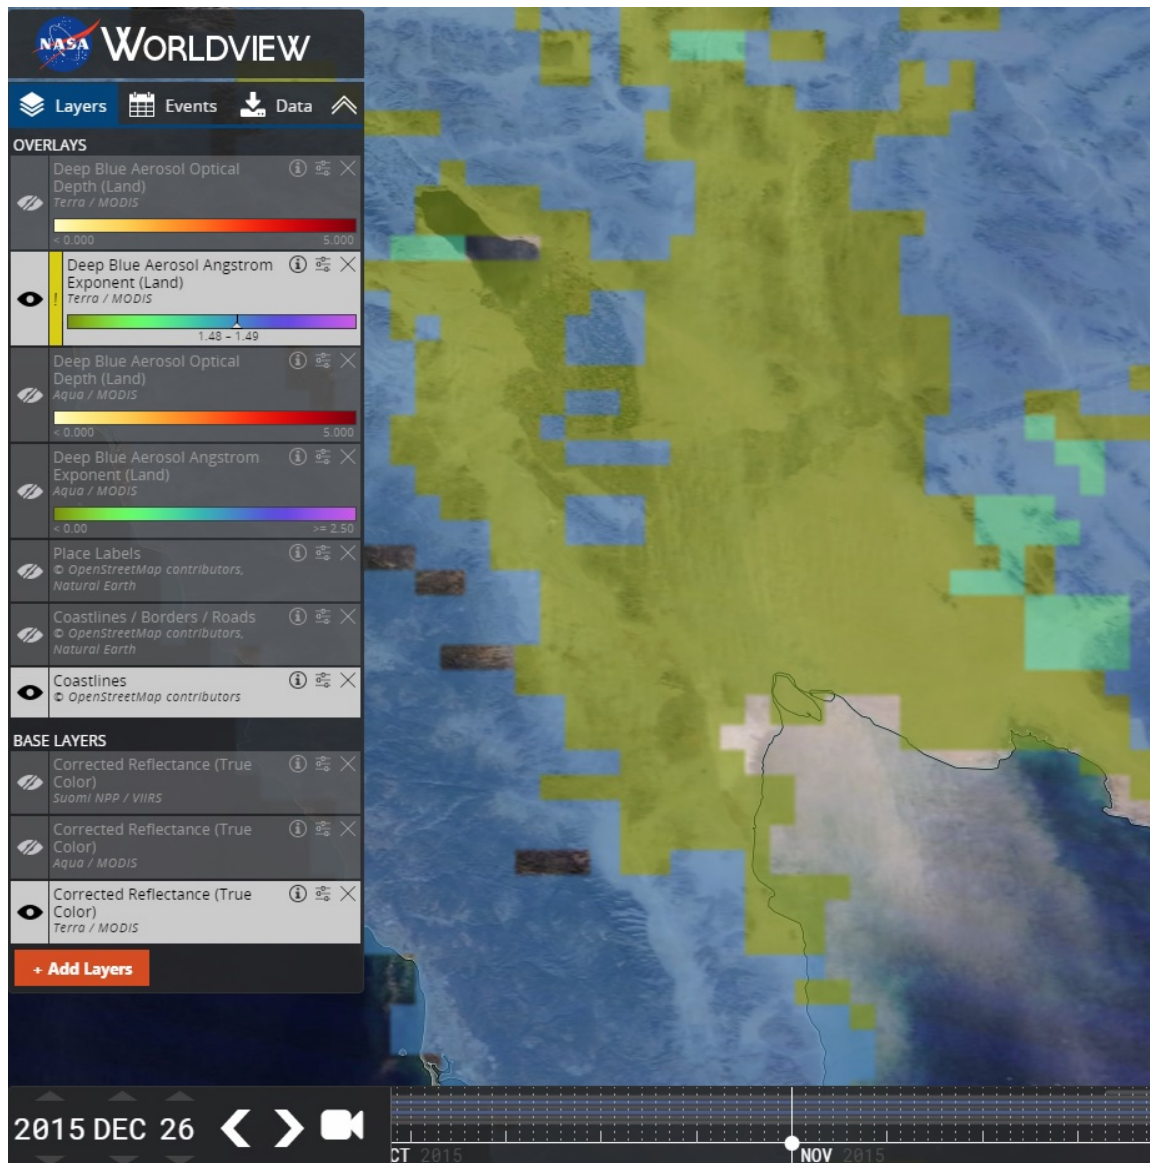 NASA WORLDVIEW
Layers Events Data
OVERLAYS
Deep Blue Aerosol Optical
Depth (Land)
Terra / MODIS
< 0.000 5.000
Deep Blue Aerosol Angstrom
Exponent (Land)
Terra / MODIS
1.48 – 1.49
Deep Blue Aerosol Optical
Depth (Land)
Aqua / MODIS
< 0.000 5.000
Deep Blue Aerosol Angstrom
Exponent (Land)
Aqua / MODIS
< 0.00 >= 2.50
Place Labels
© OpenStreetMap contributors,
Natural Earth
Coastlines / Borders / Roads
© OpenStreetMap contributors,
Natural Earth
Coastlines
© OpenStreetMap contributors
BASE LAYERS
Corrected Reflectance (True
Color)
Suomi NPP / VIIRS
Corrected Reflectance (True
Color)
Aqua / MODIS
Corrected Reflectance (True
Color)
Terra / MODIS
+ Add Layers
2015 DEC 26
CT 2015 NOV 2015